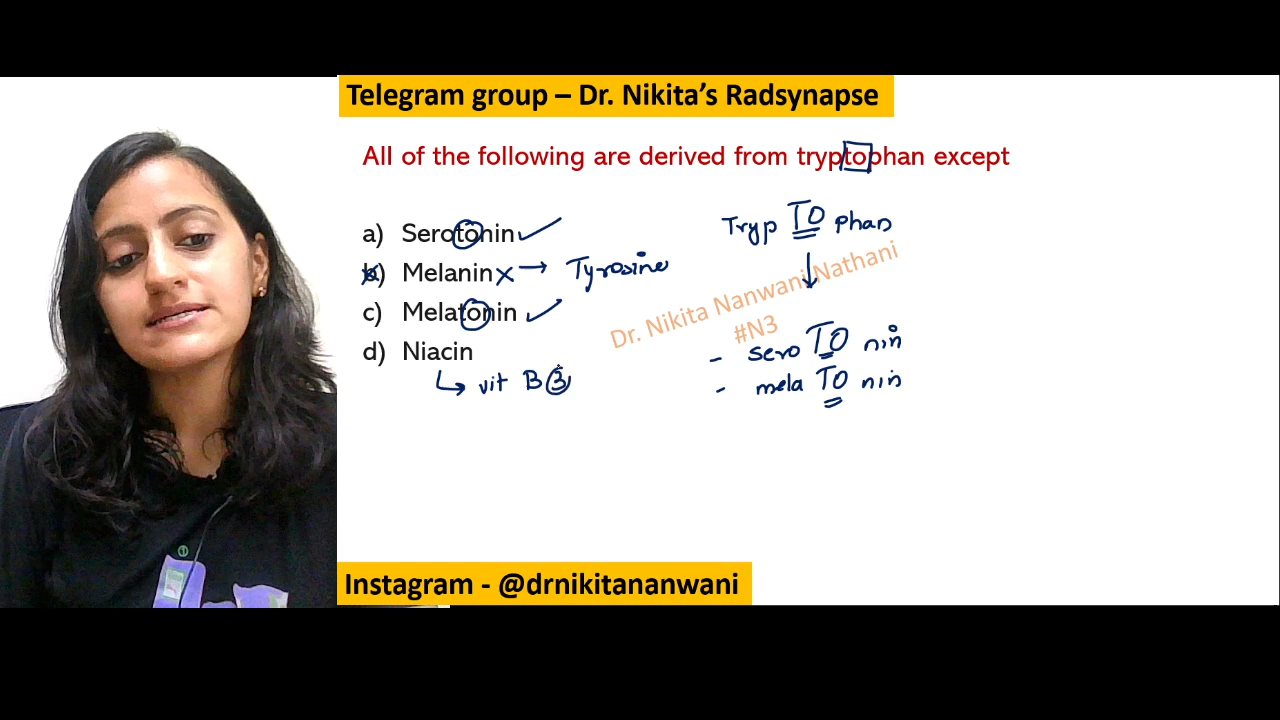 Telegram group – Dr. Nikita's Radsynapse
All of the following are derived from tryptophan except
a) Serotonin
b) Melanin x → Tyrosine
c) Melatonin
d) Niacin
↳ vit B3
Tryp TO phan
↓
- sero TO nin
- mela TO nin
Dr. Nikita Nanwani Nathani
#N3
Instagram - @drnikitananwani